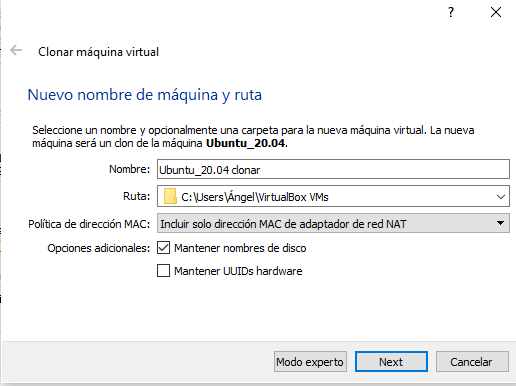 ?
Clonar máquina virtual
Nuevo nombre de máquina y ruta
Seleccione un nombre y opcionalmente una carpeta para la nueva máquina virtual. La nueva
máquina será un clon de la máquina Ubuntu_20.04.
Nombre: Ubuntu_20.04 clonar
Ruta: C:\Users\Ángel\VirtualBox VMs
Política de dirección MAC: Incluir solo dirección MAC de adaptador de red NAT
Opciones adicionales: Mantener nombres de disco
Mantener UUIDs hardware
Modo experto Next Cancelar